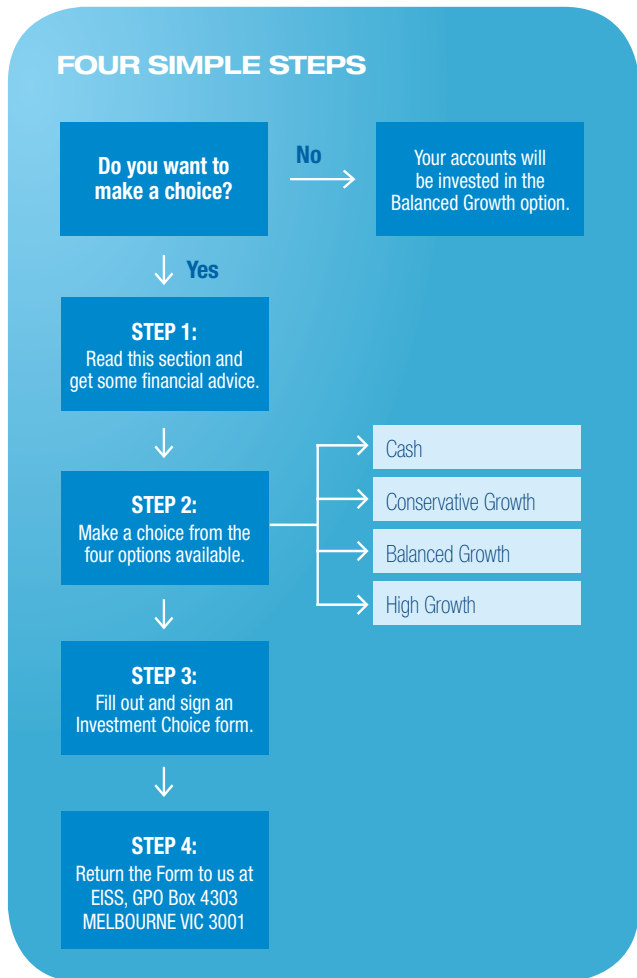 FOUR SIMPLE STEPS
Do you want to
make a choice?
No
Your accounts will
be invested in the
Balanced Growth option.
Yes
STEP 1:
Read this section and
get some financial advice.
STEP 2:
Make a choice from the
four options available.
Cash
Conservative Growth
Balanced Growth
High Growth
STEP 3:
Fill out and sign an
Investment Choice form.
STEP 4:
Return the Form to us at
EISS, GPO Box 4303
MELBOURNE VIC 3001